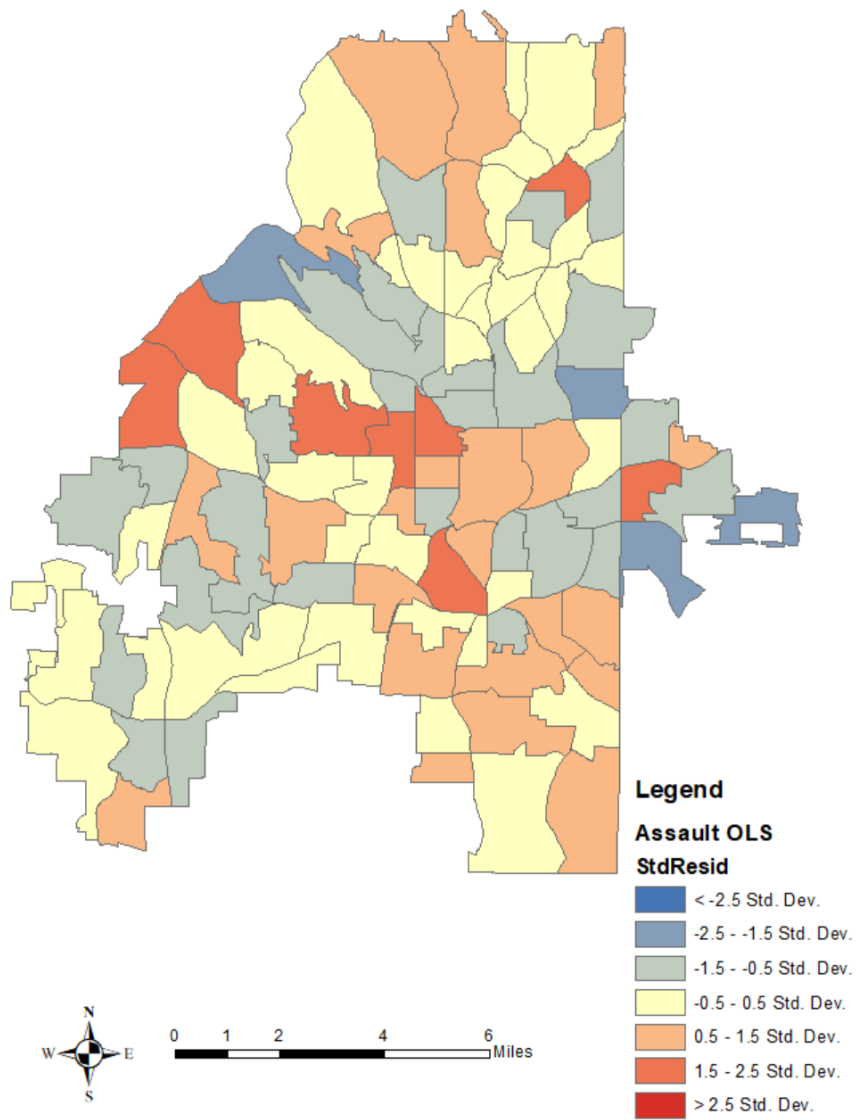 Legend
Assault OLS
StdResid
< -2.5 Std. Dev.
-2.5 - -1.5 Std. Dev.
-1.5 - -0.5 Std. Dev.
-0.5 - 0.5 Std. Dev.
0.5 - 1.5 Std. Dev.
1.5 - 2.5 Std. Dev.
> 2.5 Std. Dev.
N
W E
S
0 1 2 4 6
Miles